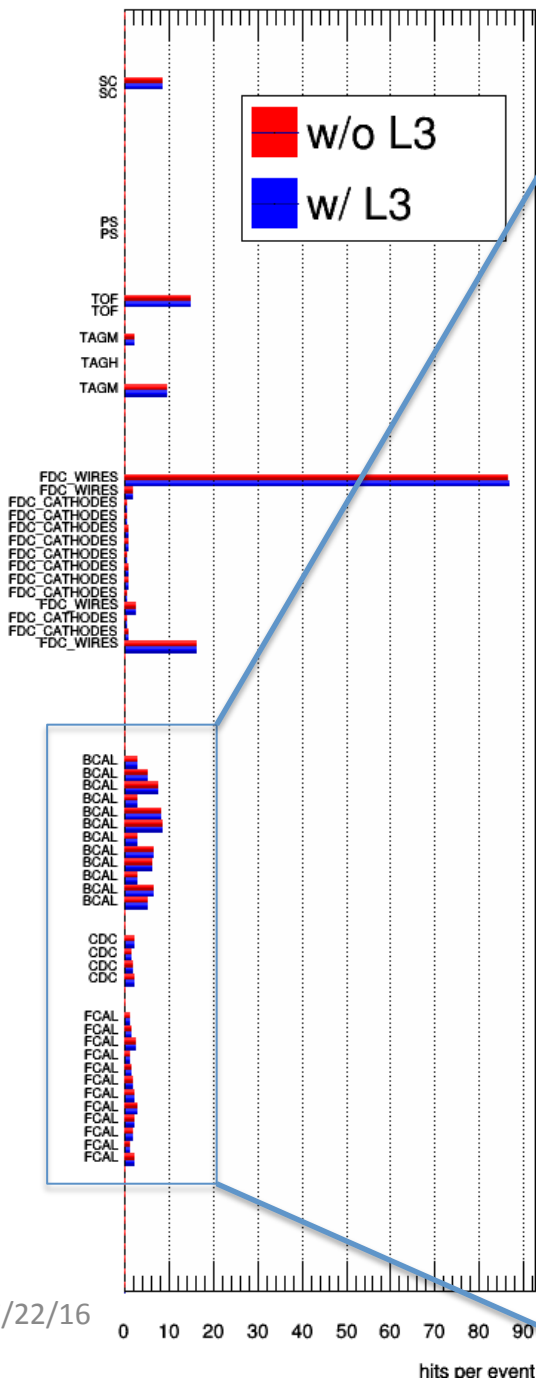 SC
SC
w/o L3
w/ L3
PS
PS
TOF
TOF
TAGM
TAGH
TAGM
FDC_WIRES
FDC_WIRES
FDC_CATHODES
FDC_CATHODES
FDC_CATHODES
FDC_CATHODES
FDC_CATHODES
FDC_CATHODES
FDC_CATHODES
FDC_CATHODES
FDC_WIRES
FDC_CATHODES
FDC_CATHODES
FDC_WIRES
BCAL
BCAL
BCAL
BCAL
BCAL
BCAL
BCAL
BCAL
BCAL
BCAL
BCAL
BCAL
CDC
CDC
CDC
CDC
FCAL
FCAL
FCAL
FCAL
FCAL
FCAL
FCAL
FCAL
FCAL
FCAL
FCAL
FCAL
/22/16
0 10 20 30 40 50 60 70 80 90
hits per event